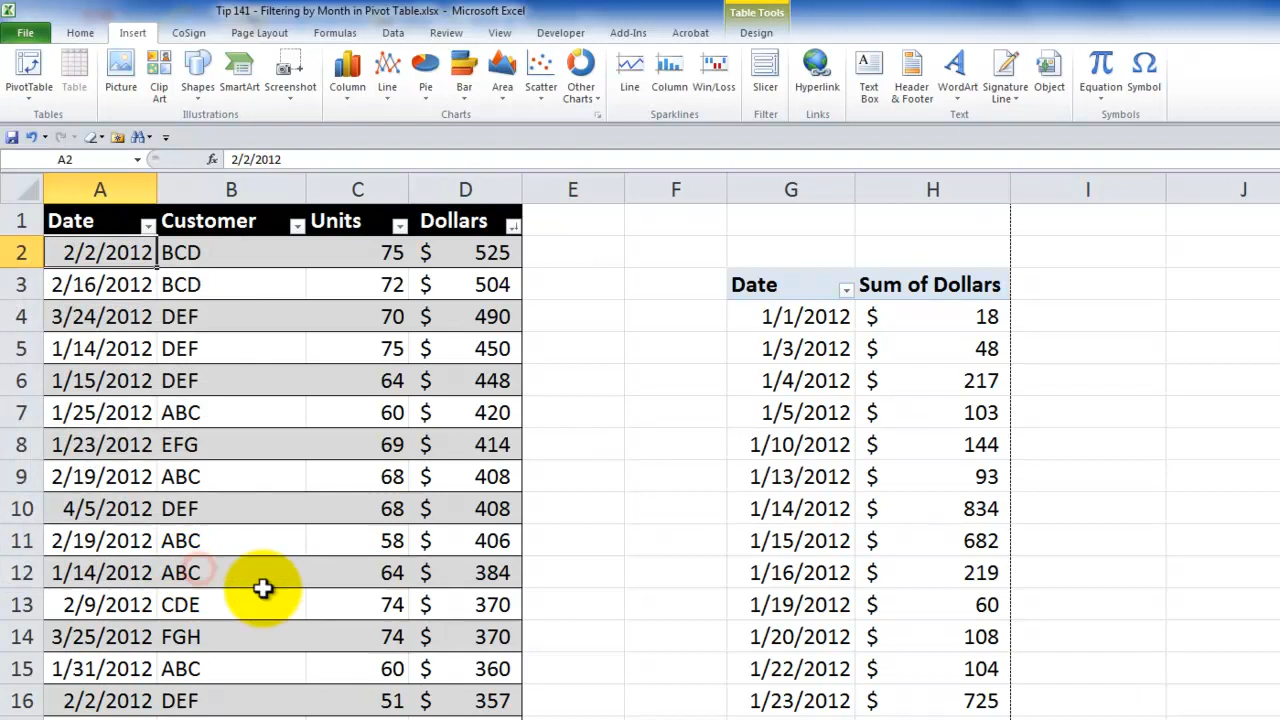 Tip 141 - Filtering by Month in Pivot Table.xlsx - Microsoft Excel
Table Tools
File Home Insert CoSign Page Layout Formulas Data Review View Developer Add-Ins Acrobat Design
PivotTable Table Picture Clip Art Shapes SmartArt Screenshot Column Line Pie Bar Area Scatter Other Charts Line Column Win/Loss Slicer Hyperlink Text Box Header & Footer WordArt Signature Line Object Equation Symbol
Tables Illustrations Charts Sparklines Filter Links Text Symbols
A2 fx 2/2/2012
A B C D E F G H I J
1 Date Customer Units Dollars
2 2/2/2012 BCD 75 $ 525
3 2/16/2012 BCD 72 $ 504 Date Sum of Dollars
4 3/24/2012 DEF 70 $ 490 1/1/2012 $ 18
5 1/14/2012 DEF 75 $ 450 1/3/2012 $ 48
6 1/15/2012 DEF 64 $ 448 1/4/2012 $ 217
7 1/25/2012 ABC 60 $ 420 1/5/2012 $ 103
8 1/23/2012 EFG 69 $ 414 1/10/2012 $ 144
9 2/19/2012 ABC 68 $ 408 1/13/2012 $ 93
10 4/5/2012 DEF 68 $ 408 1/14/2012 $ 834
11 2/19/2012 ABC 58 $ 406 1/15/2012 $ 682
12 1/14/2012 ABC 64 $ 384 1/16/2012 $ 219
13 2/9/2012 CDE 74 $ 370 1/19/2012 $ 60
14 3/25/2012 FGH 74 $ 370 1/20/2012 $ 108
15 1/31/2012 ABC 60 $ 360 1/22/2012 $ 104
16 2/2/2012 DEF 51 $ 357 1/23/2012 $ 725